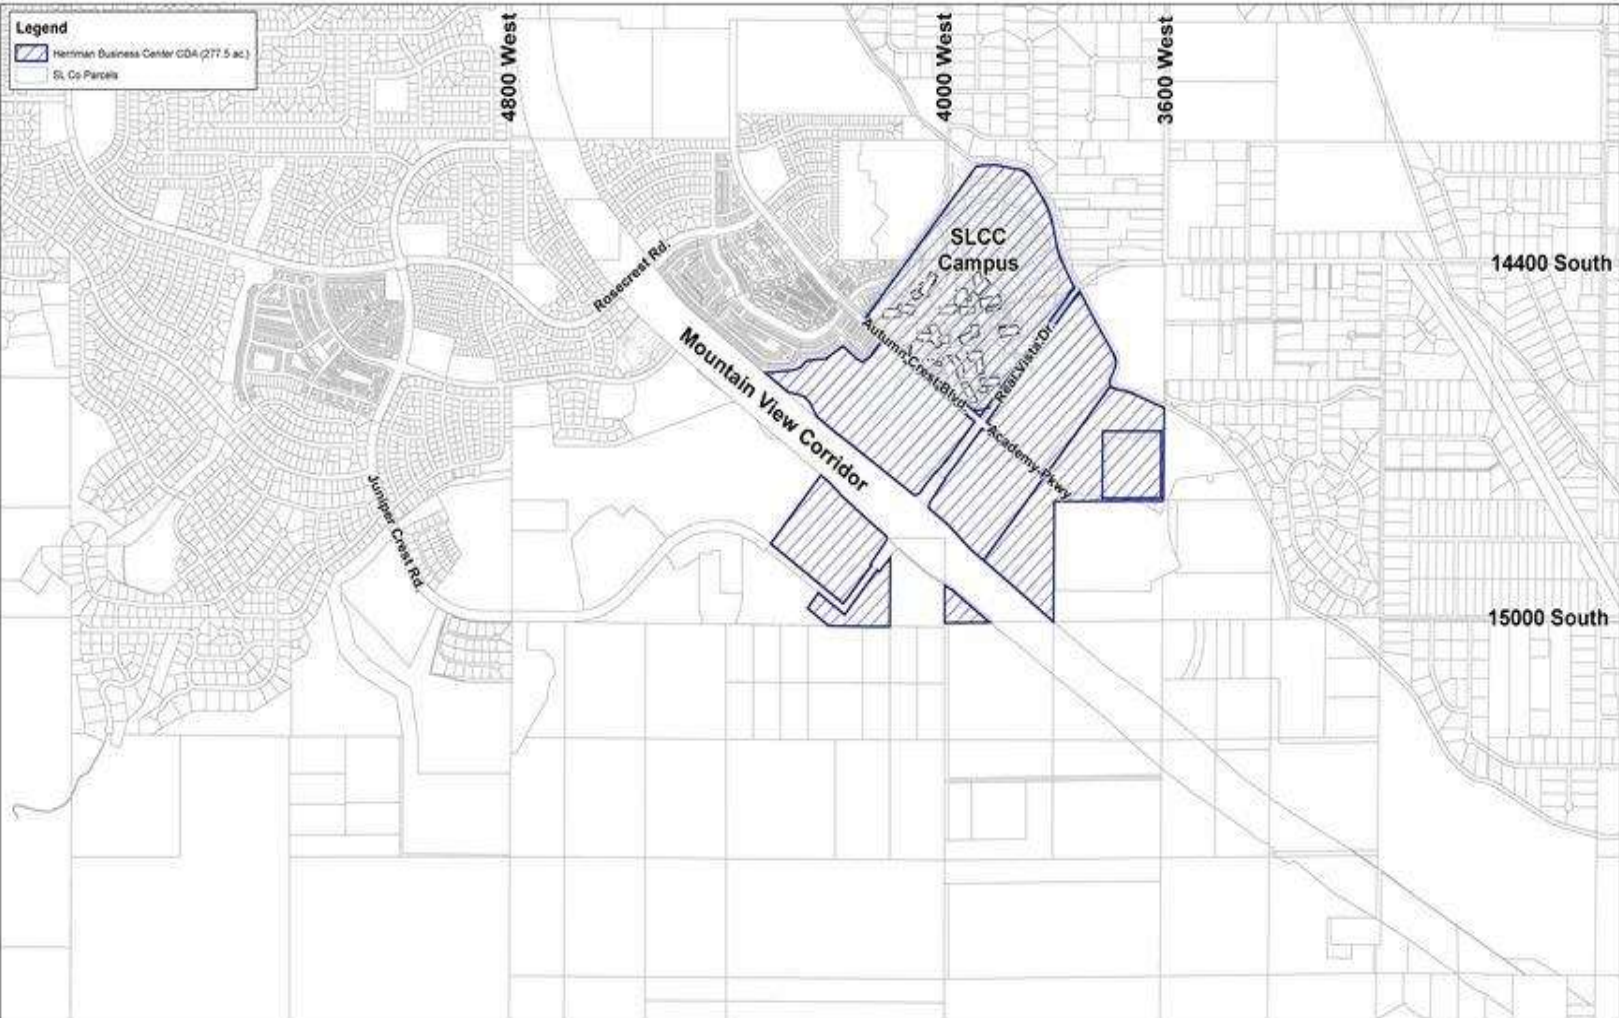 Legend
Herriman Business Center CDA (277.5 ac.)
SL Co Parcels
4800 West
4000 West
3600 West
SLCC
Campus
14400 South
Rosecrest Rd.
Autumn Crest Blvd.
Real Vista Dr.
Mountain View Corridor
Academy Pkwy
Juniper Crest Rd.
15000 South